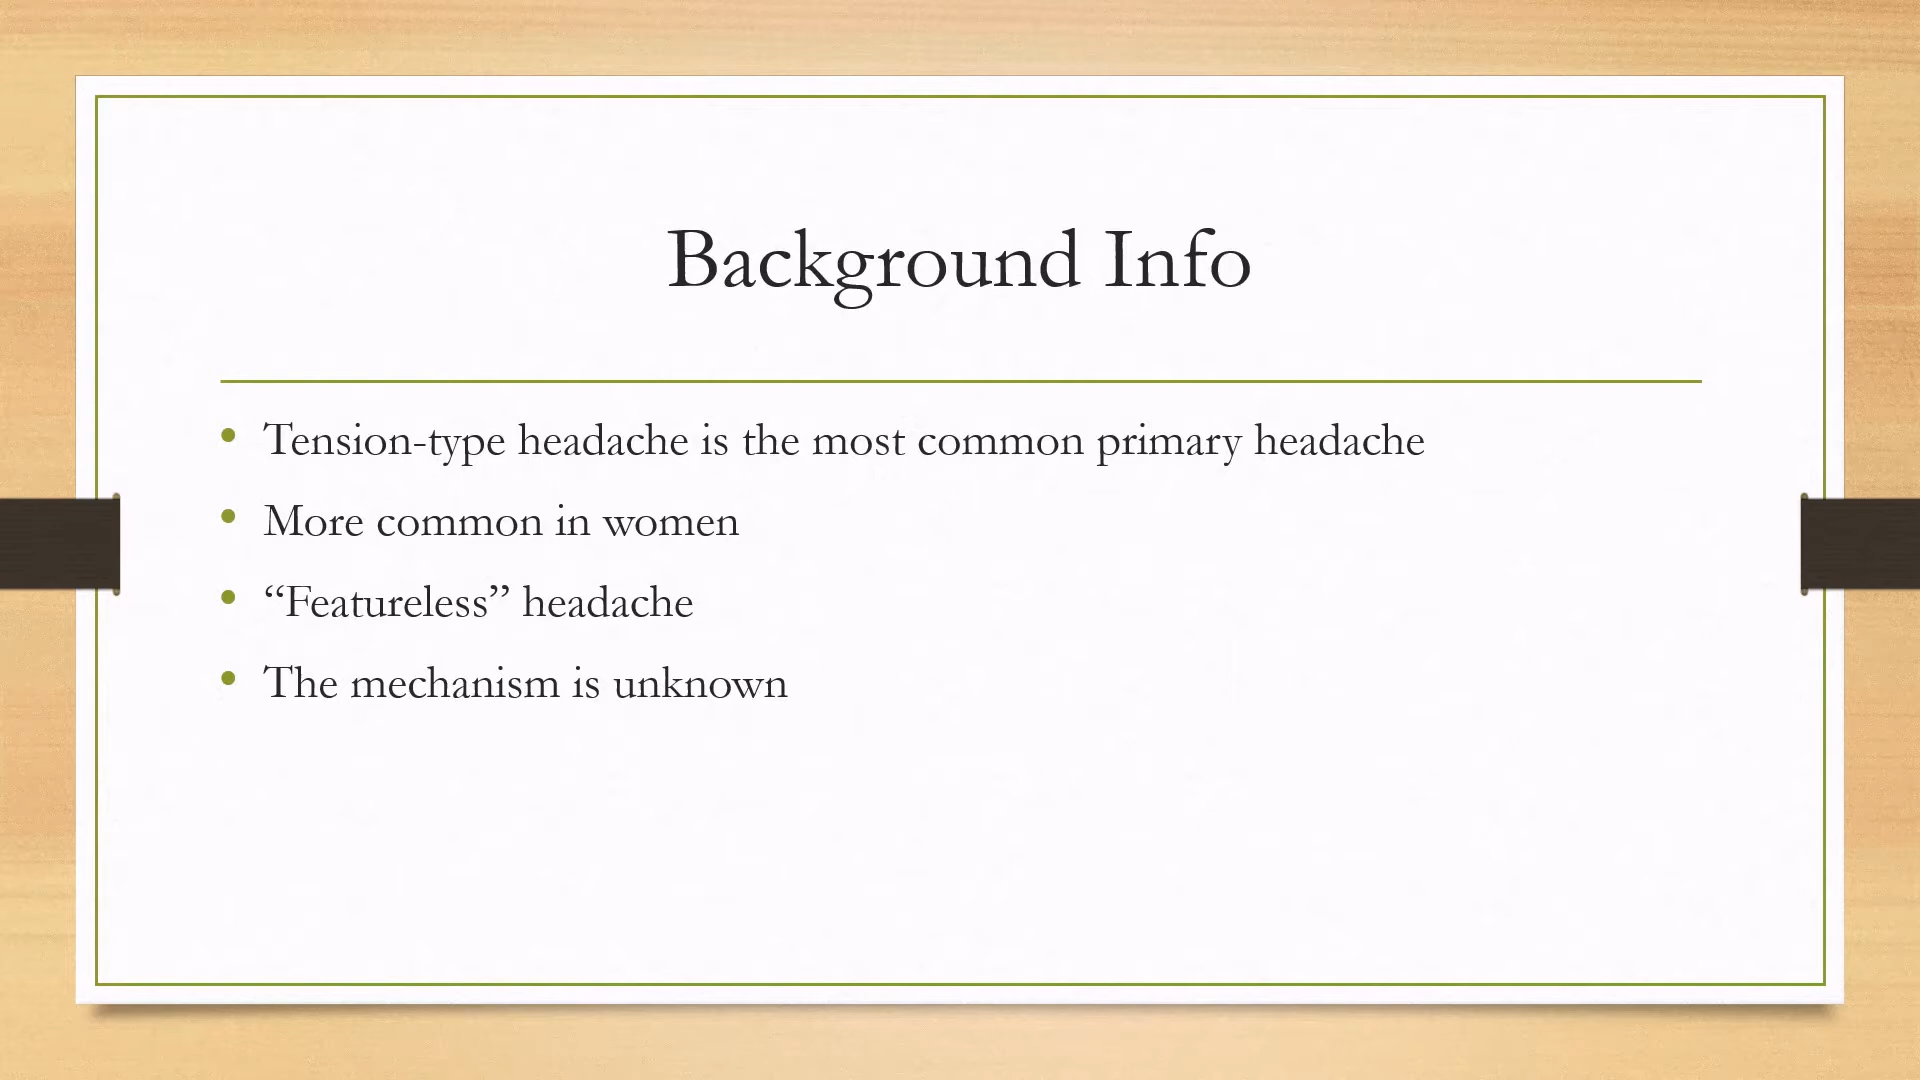 Background Info
• Tension-type headache is the most common primary headache
• More common in women
• “Featureless” headache
• The mechanism is unknown